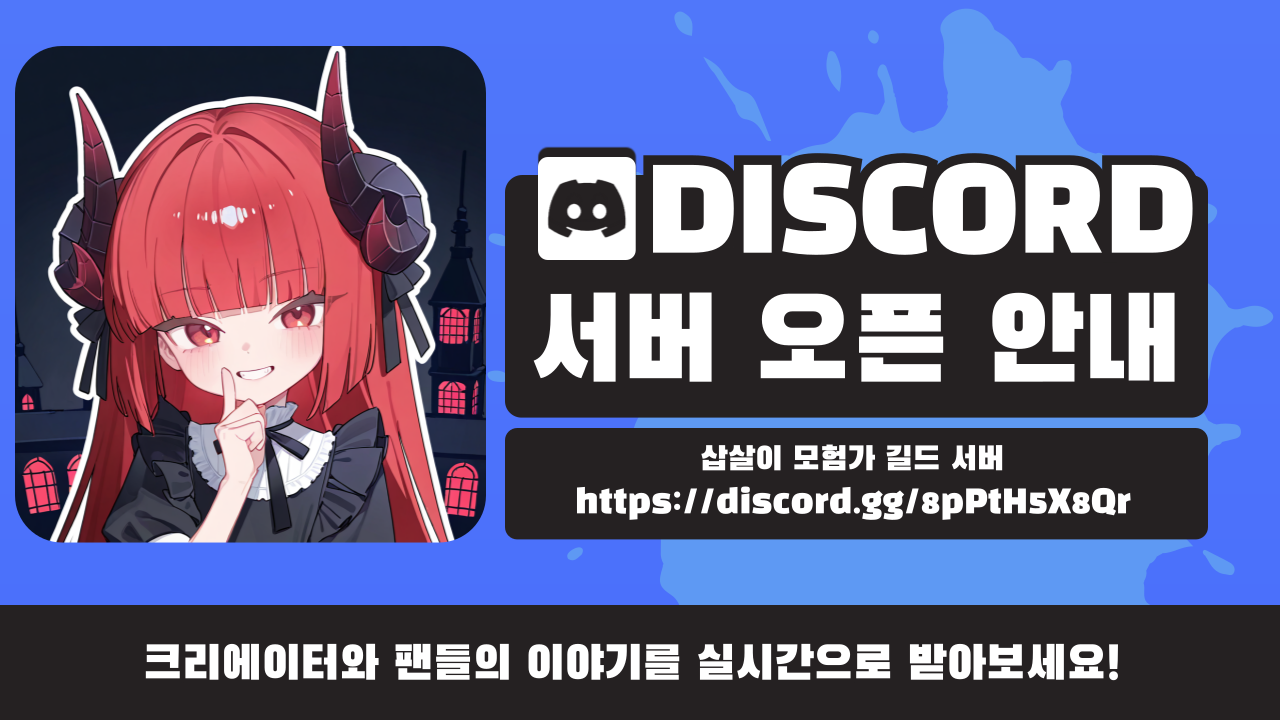 DISCORD
서버 오픈 안내
삽살이 모험가 길드 서버
https://discord.gg/8pPtH5X8Qr
크리에이터와 팬들의 이야기를 실시간으로 받아보세요!